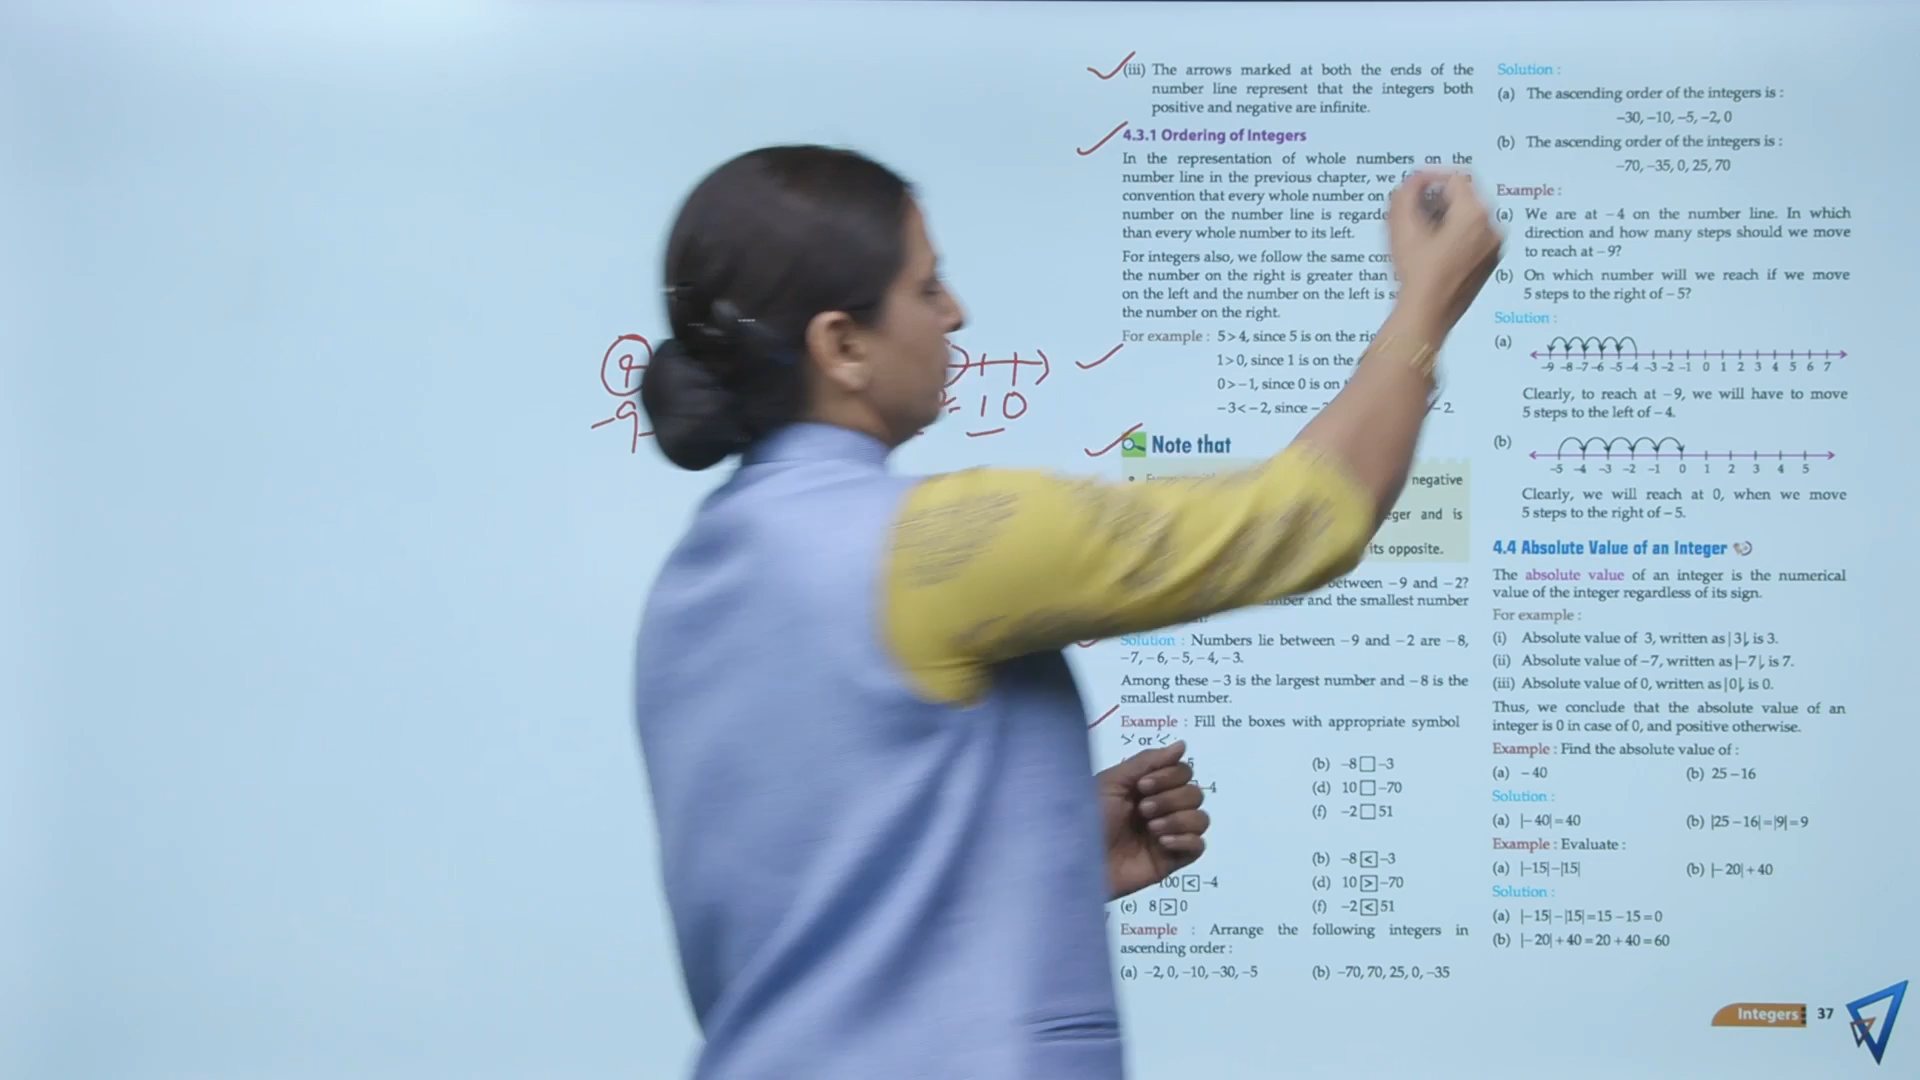 (iii) The arrows marked at both the ends of the
number line represent that the integers both
positive and negative are infinite.
4.3.1 Ordering of Integers
In the representation of whole numbers on the
number line in the previous chapter, we
convention that every whole number on
number on the number line is
than every whole number to its left.
For integers also, we follow the same
the number on the right is greater than
on the left and the number on the left is
the number on the right.
For example : 5>4, since 5 is on the
1>0, since 1 is on the
0>−1, since 0 is on
−3<−2, since − −2.
9
-9
-10
Note that
negative
and is
its opposite.
between −9 and −2?
and the smallest number
Solution : Numbers lie between −9 and −2 are −8,
−7, −6, −5, −4, −3.
Among these −3 is the largest number and −8 is the
smallest number.
Example : Fill the boxes with appropriate symbol
'>' or '<'
(b) −8□−3
−4
(d) 10□−70
(f) −2□51
(b) −8<−3
100<−4
(d) 10>−70
(e) 8>0
(f) −2<51
Example : Arrange the following integers in
ascending order :
(a) −2, 0, −10, −30, −5
(b) −70, 70, 25, 0, −35
Solution :
(a) The ascending order of the integers is :
−30, −10, −5, −2, 0
(b) The ascending order of the integers is :
−70, −35, 0, 25, 70
Example :
(a) We are at −4 on the number line. In which
direction and how many steps should we move
to reach at −9?
(b) On which number will we reach if we move
5 steps to the right of −5?
Solution :
(a)
−9 −8 −7 −6 −5 −4 −3 −2 −1 0 1 2 3 4 5 6 7
Clearly, to reach at −9, we will have to move
5 steps to the left of −4.
(b)
−5 −4 −3 −2 −1 0 1 2 3 4 5
Clearly, we will reach at 0, when we move
5 steps to the right of −5.
4.4 Absolute Value of an Integer
The absolute value of an integer is the numerical
value of the integer regardless of its sign.
For example :
(i) Absolute value of 3, written as |3|, is 3.
(ii) Absolute value of −7, written as |−7|, is 7.
(iii) Absolute value of 0, written as |0|, is 0.
Thus, we conclude that the absolute value of an
integer is 0 in case of 0, and positive otherwise.
Example : Find the absolute value of :
(a) −40
(b) 25−16
Solution :
(a) |−40|=40
(b) |25−16|=|9|=9
Example : Evaluate :
(a) |−15|−|15|
(b) |−20|+40
Solution :
(a) |−15|−|15|=15−15=0
(b) |−20|+40=20+40=60
Integers 37